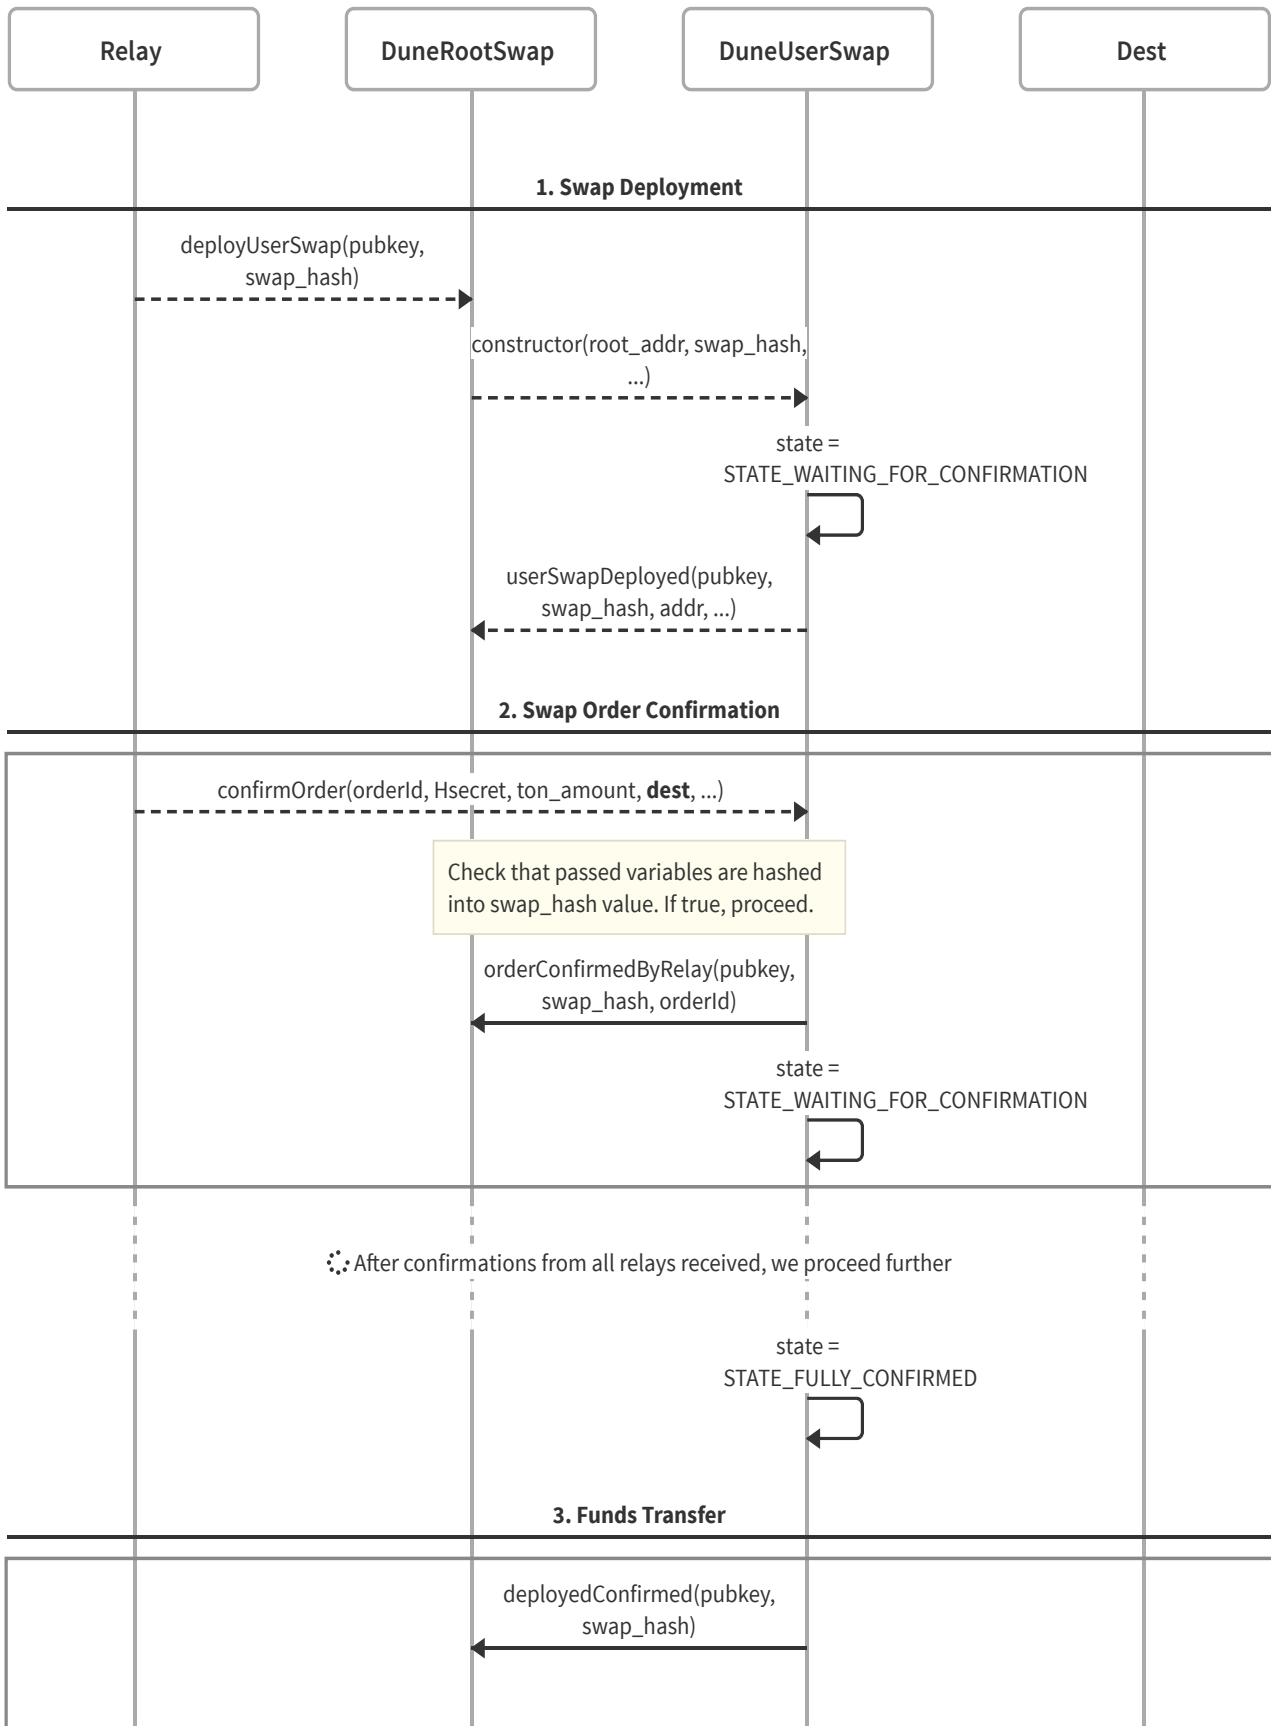 Relay
DuneRootSwap
DuneUserSwap
Dest
1. Swap Deployment
deployUserSwap(pubkey,
swap_hash)
constructor(root_addr, swap_hash,
...)
state =
STATE_WAITING_FOR_CONFIRMATION
userSwapDeployed(pubkey,
swap_hash, addr, ...)
2. Swap Order Confirmation
confirmOrder(orderId, Hsecret, ton_amount, dest, ...)
Check that passed variables are hashed
into swap_hash value. If true, proceed.
orderConfirmedByRelay(pubkey,
swap_hash, orderId)
state =
STATE_WAITING_FOR_CONFIRMATION
After confirmations from all relays received, we proceed further
state =
STATE_FULLY_CONFIRMED
3. Funds Transfer
deployedConfirmed(pubkey,
swap_hash)